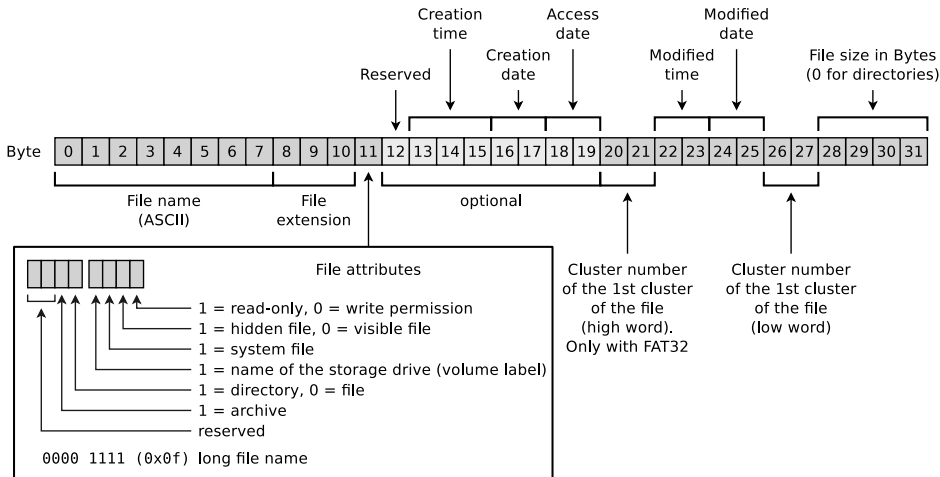 Creation
time
Access
date
Modified
date
Reserved
Creation
date
Modified
time
File size in Bytes
(0 for directories)
Byte 0 1 2 3 4 5 6 7 8 9 10 11 12 13 14 15 16 17 18 19 20 21 22 23 24 25 26 27 28 29 30 31
File name
(ASCII)
File
extension
optional
Cluster number
of the 1st cluster
of the file
(high word).
Only with FAT32
Cluster number
of the 1st cluster
of the file
(low word)
File attributes
1 = read-only, 0 = write permission
1 = hidden file, 0 = visible file
1 = system file
1 = name of the storage drive (volume label)
1 = directory, 0 = file
1 = archive
reserved
0000 1111 (0x0f) long file name